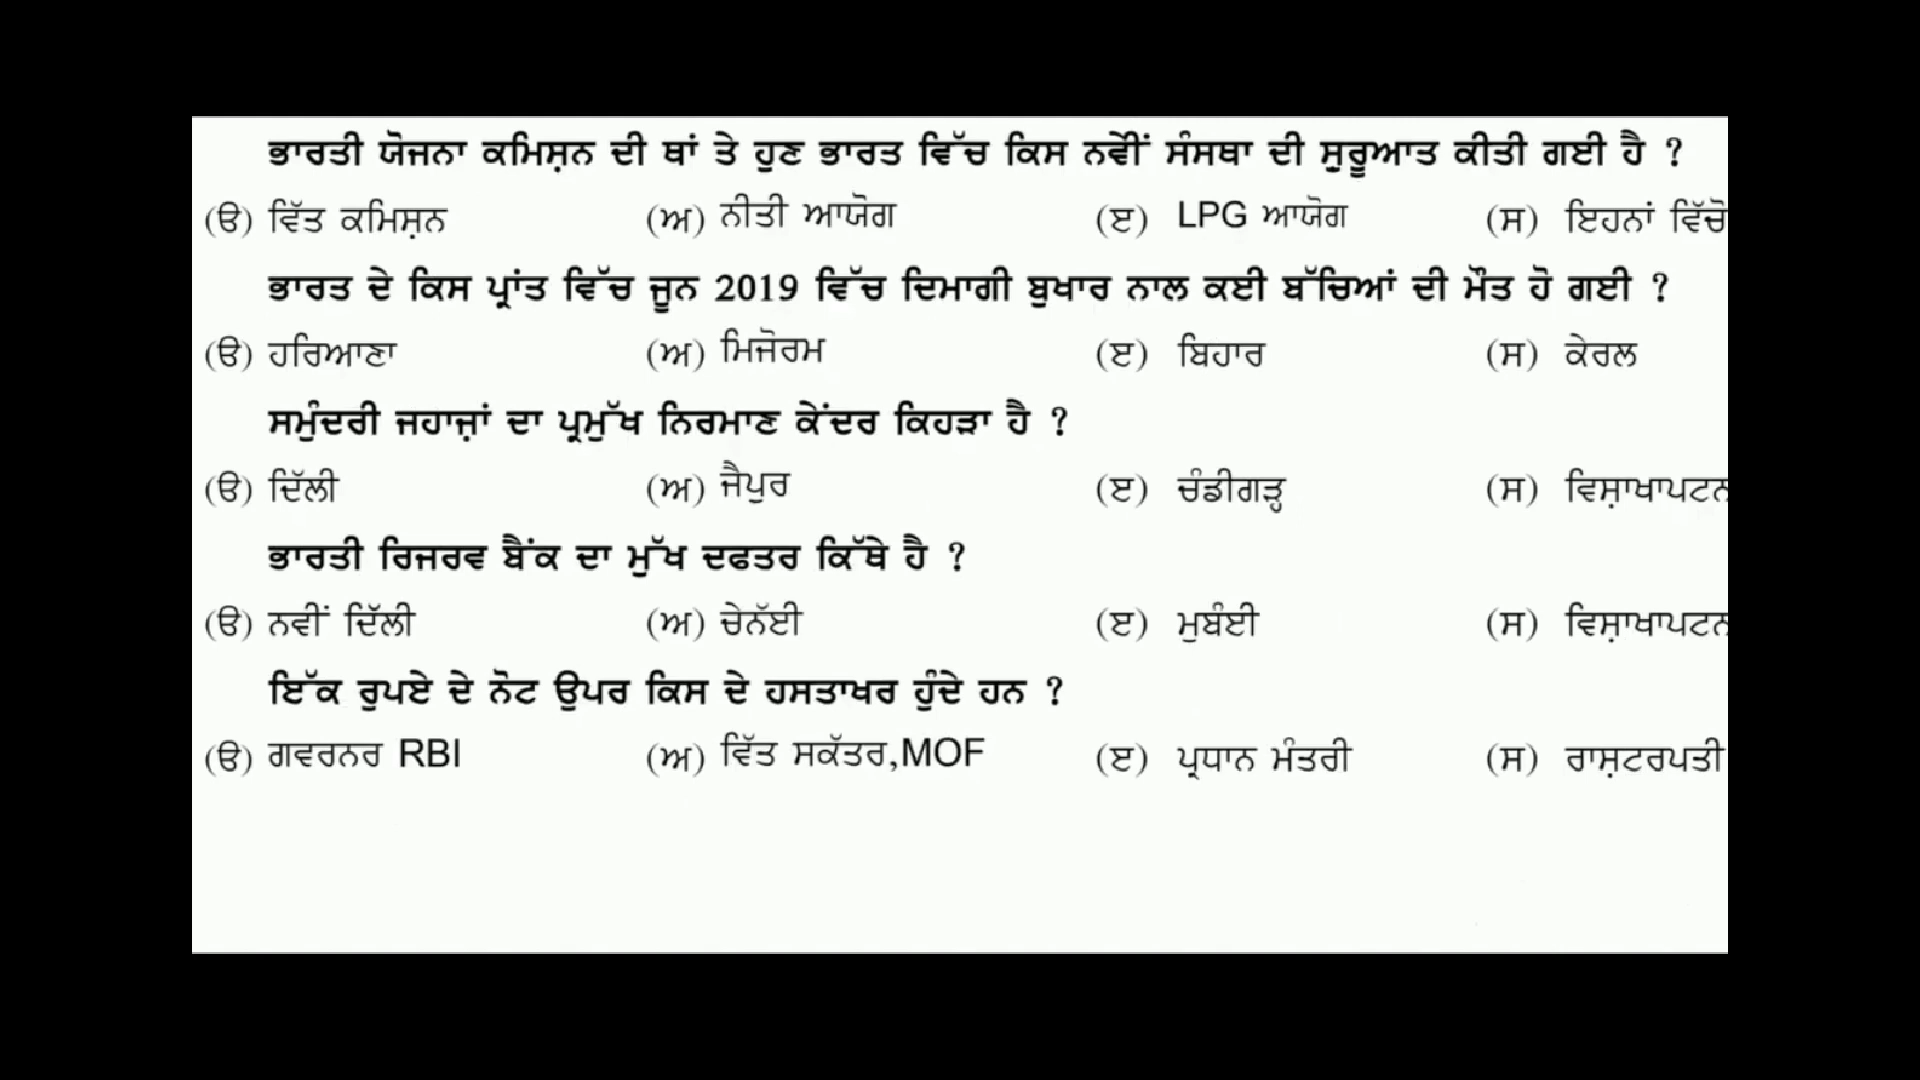 ਭਾਰਤੀ ਯੋਜਨਾ ਕਮਿਸ਼ਨ ਦੀ ਥਾਂ ਤੇ ਹੁਣ ਭਾਰਤ ਵਿੱਚ ਕਿਸ ਨਵੀਂ ਸੰਸਥਾ ਦੀ ਸ਼ੁਰੂਆਤ ਕੀਤੀ ਗਈ ਹੈ ?
(ੳ) ਵਿੱਤ ਕਮਿਸ਼ਨ (ਅ) ਨੀਤੀ ਆਯੋਗ (ੲ) LPG ਆਯੋਗ (ਸ) ਇਹਨਾਂ ਵਿੱਚੋ
ਭਾਰਤ ਦੇ ਕਿਸ ਪ੍ਰਾਂਤ ਵਿੱਚ ਜੂਨ 2019 ਵਿੱਚ ਦਿਮਾਗੀ ਬੁਖਾਰ ਨਾਲ ਕਈ ਬੱਚਿਆਂ ਦੀ ਮੌਤ ਹੋ ਗਈ ?
(ੳ) ਹਰਿਆਣਾ (ਅ) ਮਿਜੋਰਮ (ੲ) ਬਿਹਾਰ (ਸ) ਕੇਰਲ
ਸਮੁੰਦਰੀ ਜਹਾਜ਼ਾਂ ਦਾ ਪ੍ਰਮੁੱਖ ਨਿਰਮਾਣ ਕੇਂਦਰ ਕਿਹੜਾ ਹੈ ?
(ੳ) ਦਿੱਲੀ (ਅ) ਜੈਪੁਰ (ੲ) ਚੰਡੀਗੜ੍ਹ (ਸ) ਵਿਸ਼ਾਖਾਪਟਨ
ਭਾਰਤੀ ਰਿਜਰਵ ਬੈਂਕ ਦਾ ਮੁੱਖ ਦਫਤਰ ਕਿੱਥੇ ਹੈ ?
(ੳ) ਨਵੀਂ ਦਿੱਲੀ (ਅ) ਚੇਨੱਈ (ੲ) ਮੁਬੰਈ (ਸ) ਵਿਸ਼ਾਖਾਪਟਨ
ਇੱਕ ਰੁਪਏ ਦੇ ਨੋਟ ਉਪਰ ਕਿਸ ਦੇ ਹਸਤਾਖਰ ਹੁੰਦੇ ਹਨ ?
(ੳ) ਗਵਰਨਰ RBI (ਅ) ਵਿੱਤ ਸਕੱਤਰ,MOF (ੲ) ਪ੍ਰਧਾਨ ਮੰਤਰੀ (ਸ) ਰਾਸ਼ਟਰਪਤੀ